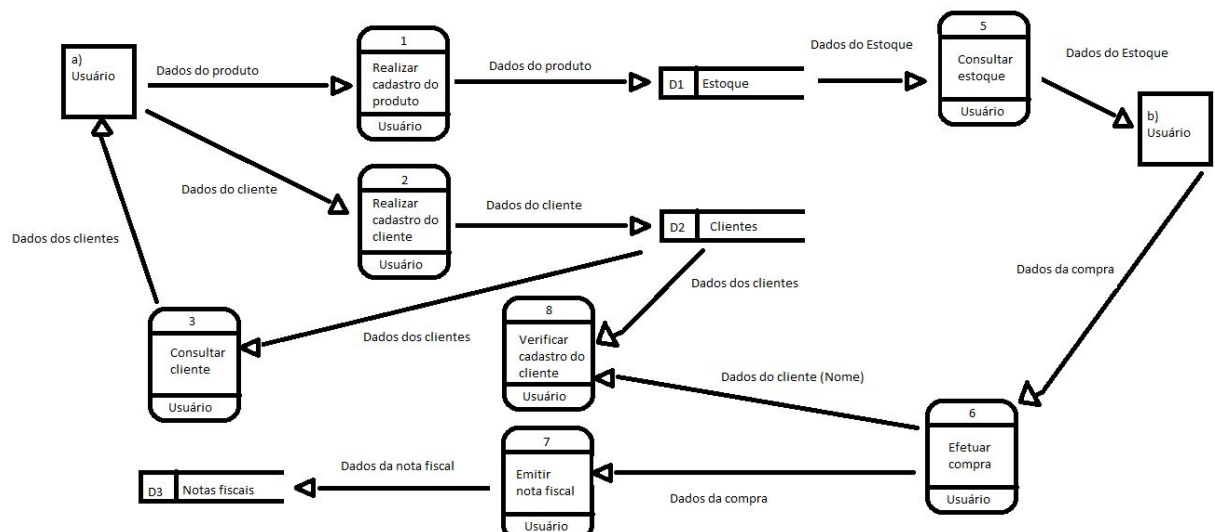 a)
Usuário
Dados do produto
1
Realizar
cadastro do
produto
Usuário
Dados do produto
D1 Estoque
Dados do Estoque
5
Consultar
estoque
Usuário
Dados do Estoque
b)
Usuário
Dados do cliente
2
Realizar
cadastro do
cliente
Usuário
Dados do cliente
D2 Clientes
Dados dos clientes
Dados dos clientes
Dados da compra
3
Consultar
cliente
Usuário
Dados dos clientes
8
Verificar
cadastro do
cliente
Usuário
Dados do cliente (Nome)
6
Efetuar
compra
Usuário
D3 Notas fiscais
Dados da nota fiscal
7
Emitir
nota fiscal
Usuário
Dados da compra